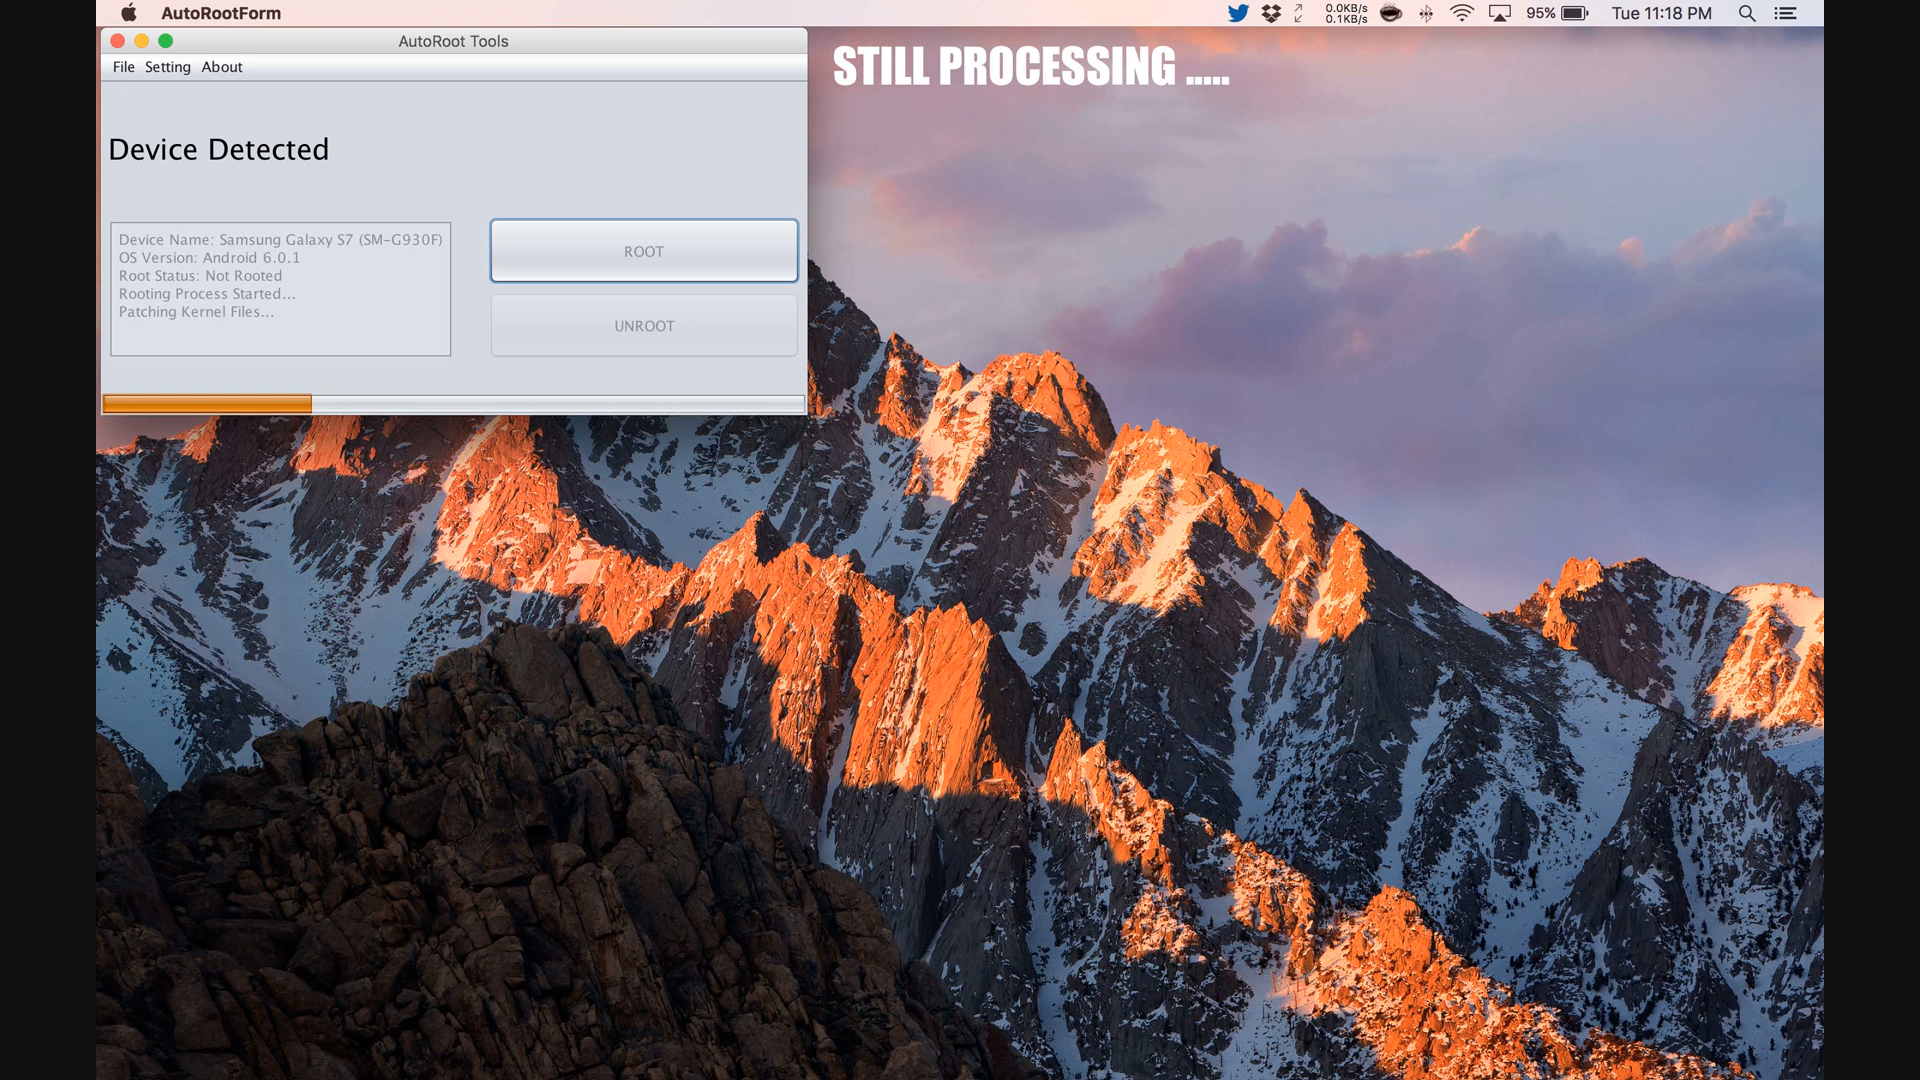 AutoRootForm
0.0KB/s
0.1KB/s
95%
Tue 11:18 PM
AutoRoot Tools
File Setting About
STILL PROCESSING .....
Device Detected
Device Name: Samsung Galaxy S7 (SM-G930F)
OS Version: Android 6.0.1
Root Status: Not Rooted
Rooting Process Started...
Patching Kernel Files...
ROOT
UNROOT